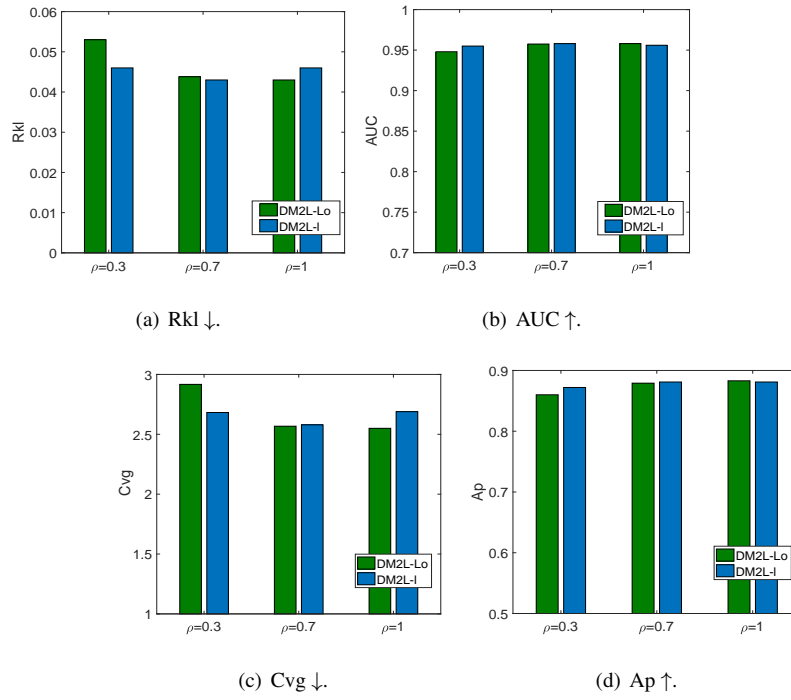 0.06
0.05
0.04
0.03
0.02
0.01
0
Rkl
ρ=0.3 ρ=0.7 ρ=1
DM2L-Lo
DM2L-I
(a) Rkl ↓.
1
0.95
0.9
0.85
0.8
0.75
0.7
AUC
ρ=0.3 ρ=0.7 ρ=1
DM2L-Lo
DM2L-I
(b) AUC ↑.
3
2.5
2
1.5
1
Cvg
ρ=0.3 ρ=0.7 ρ=1
DM2L-Lo
DM2L-I
(c) Cvg ↓.
0.9
0.8
0.7
0.6
0.5
Ap
ρ=0.3 ρ=0.7 ρ=1
DM2L-Lo
DM2L-I
(d) Ap ↑.